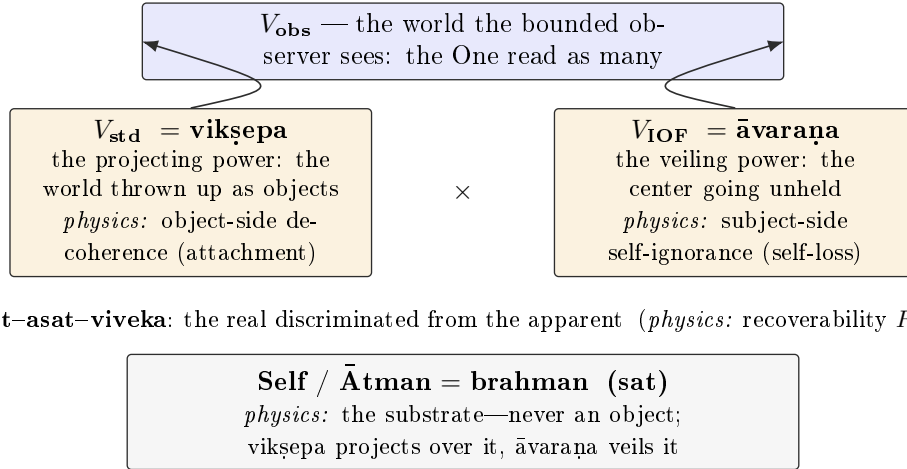 V_obs — the world the bounded ob-
server sees: the One read as many
V_std = vikṣepa
the projecting power: the
world thrown up as objects
physics: object-side de-
coherence (attachment)
×
V_IOF = āvaraṇa
the veiling power: the
center going unheld
physics: subject-side
self-ignorance (self-loss)
t–asat–viveka: the real discriminated from the apparent (physics: recoverability
Self / Ātman = brahman (sat)
physics: the substrate—never an object;
vikṣepa projects over it, āvaraṇa veils it